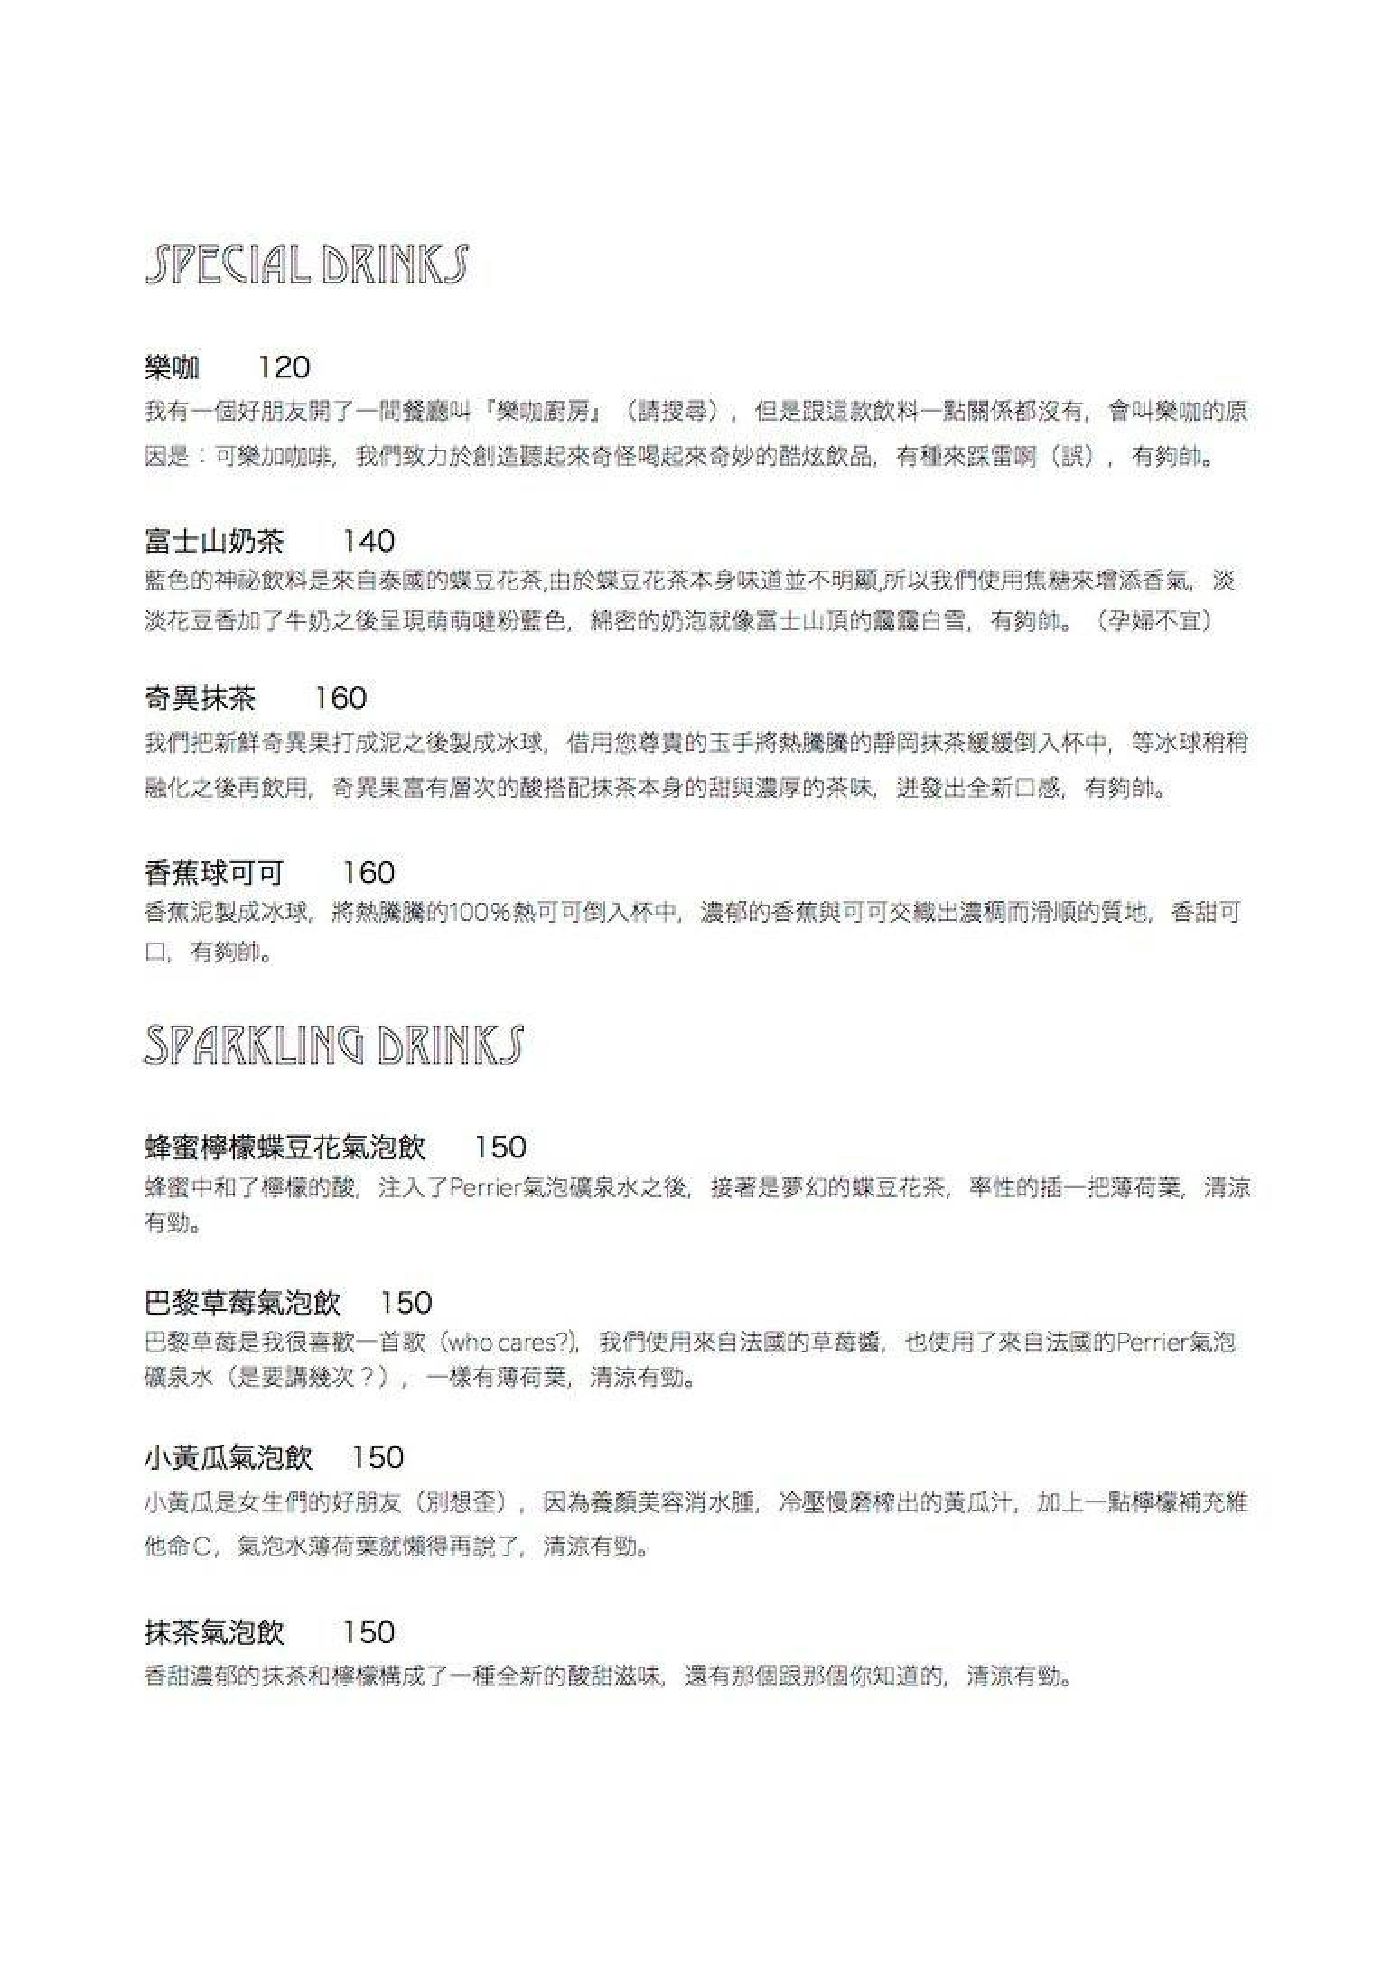 SPECIAL DRINKS
樂咖 120
我有一個好朋友開了一間餐廳叫『樂咖廚房』（請搜尋），但是跟這款飲料一點關係都沒有，會叫樂咖的原
因是：可樂加咖啡，我們致力於創造聽起來奇怪喝起來奇妙的酷炫飲品，有種來踩雷啊（誤），有夠帥。
富士山奶茶 140
藍色的神祕飲料是來自泰國的蝶豆花茶,由於蝶豆花茶本身味道並不明顯,所以我們使用焦糖來增添香氣，淡
淡花豆香加了牛奶之後呈現萌萌噠粉藍色，綿密的奶泡就像富士山頂的靄靄白雪，有夠帥。（孕婦不宜）
奇異抹茶 160
我們把新鮮奇異果打成泥之後製成冰球，借用您尊貴的玉手將熱騰騰的靜岡抹茶緩緩倒入杯中，等冰球稍稍
融化之後再飲用，奇異果富有層次的酸搭配抹茶本身的甜與濃厚的茶味，迸發出全新口感，有夠帥。
香蕉球可可 160
香蕉泥製成冰球，將熱騰騰的100%熱可可倒入杯中，濃郁的香蕉與可可交織出濃稠而滑順的質地，香甜可
口，有夠帥。
SPARKLING DRINKS
蜂蜜檸檬蝶豆花氣泡飲 150
蜂蜜中和了檸檬的酸，注入了Perrier氣泡礦泉水之後，接著是夢幻的蝶豆花茶，率性的插一把薄荷葉，清涼
有勁。
巴黎草莓氣泡飲 150
巴黎草莓是我很喜歡一首歌（who cares?)，我們使用來自法國的草莓醬，也使用了來自法國的Perrier氣泡
礦泉水（是要講幾次？），一樣有薄荷葉，清涼有勁。
小黃瓜氣泡飲 150
小黃瓜是女生們的好朋友（別想歪），因為養顏美容消水腫，冷壓慢磨榨出的黃瓜汁，加上一點檸檬補充維
他命C，氣泡水薄荷葉就懶得再說了，清涼有勁。
抹茶氣泡飲 150
香甜濃郁的抹茶和檸檬構成了一種全新的酸甜滋味，還有那個跟那個你知道的，清涼有勁。